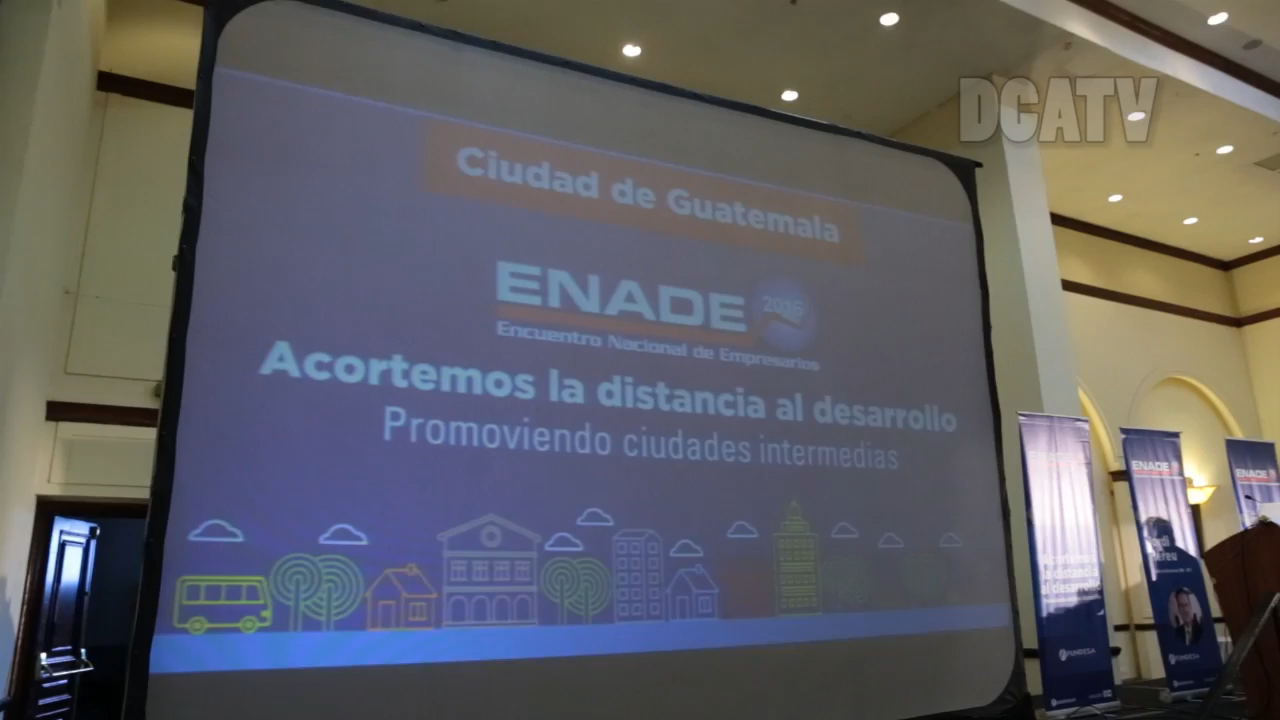 DCATV
Ciudad de Guatemala
ENADE 2016
Encuentro Nacional de Empresarios
Acortemos la distancia al desarrollo
Promoviendo ciudades intermedias
ENADE
ENADE
FUNDESA
FUNDESA